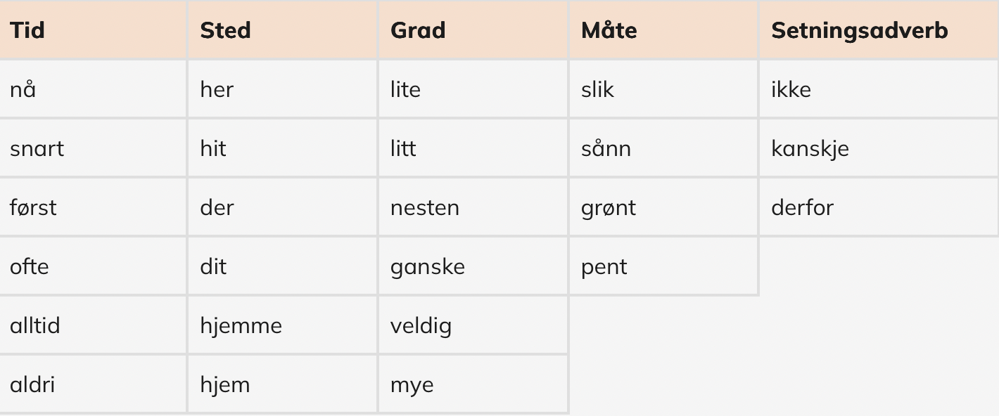 Tid Sted Grad Måte Setningsadverb
nå her lite slik ikke
snart hit litt sånn kanskje
først der nesten grønt derfor
ofte dit ganske pent
alltid hjemme veldig
aldri hjem mye